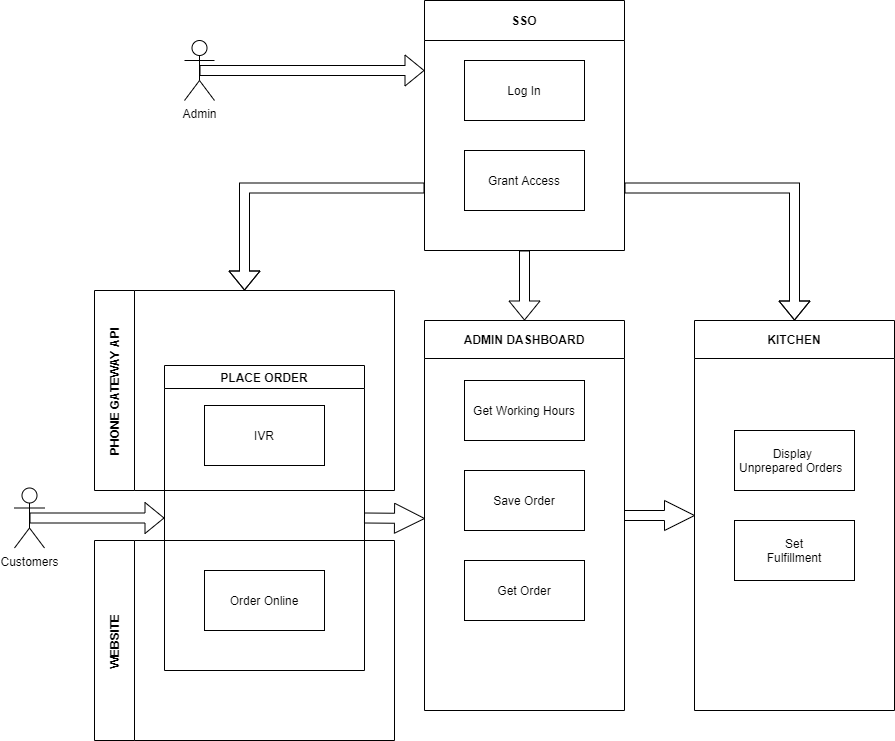 SSO
Log In
Admin
Grant Access
PHONE GATEWAY API
PLACE ORDER
IVR
ADMIN DASHBOARD
Get Working Hours
Save Order
Get Order
KITCHEN
Display
Unprepared Orders
Set
Fulfillment
Customers
WEBSITE
Order Online